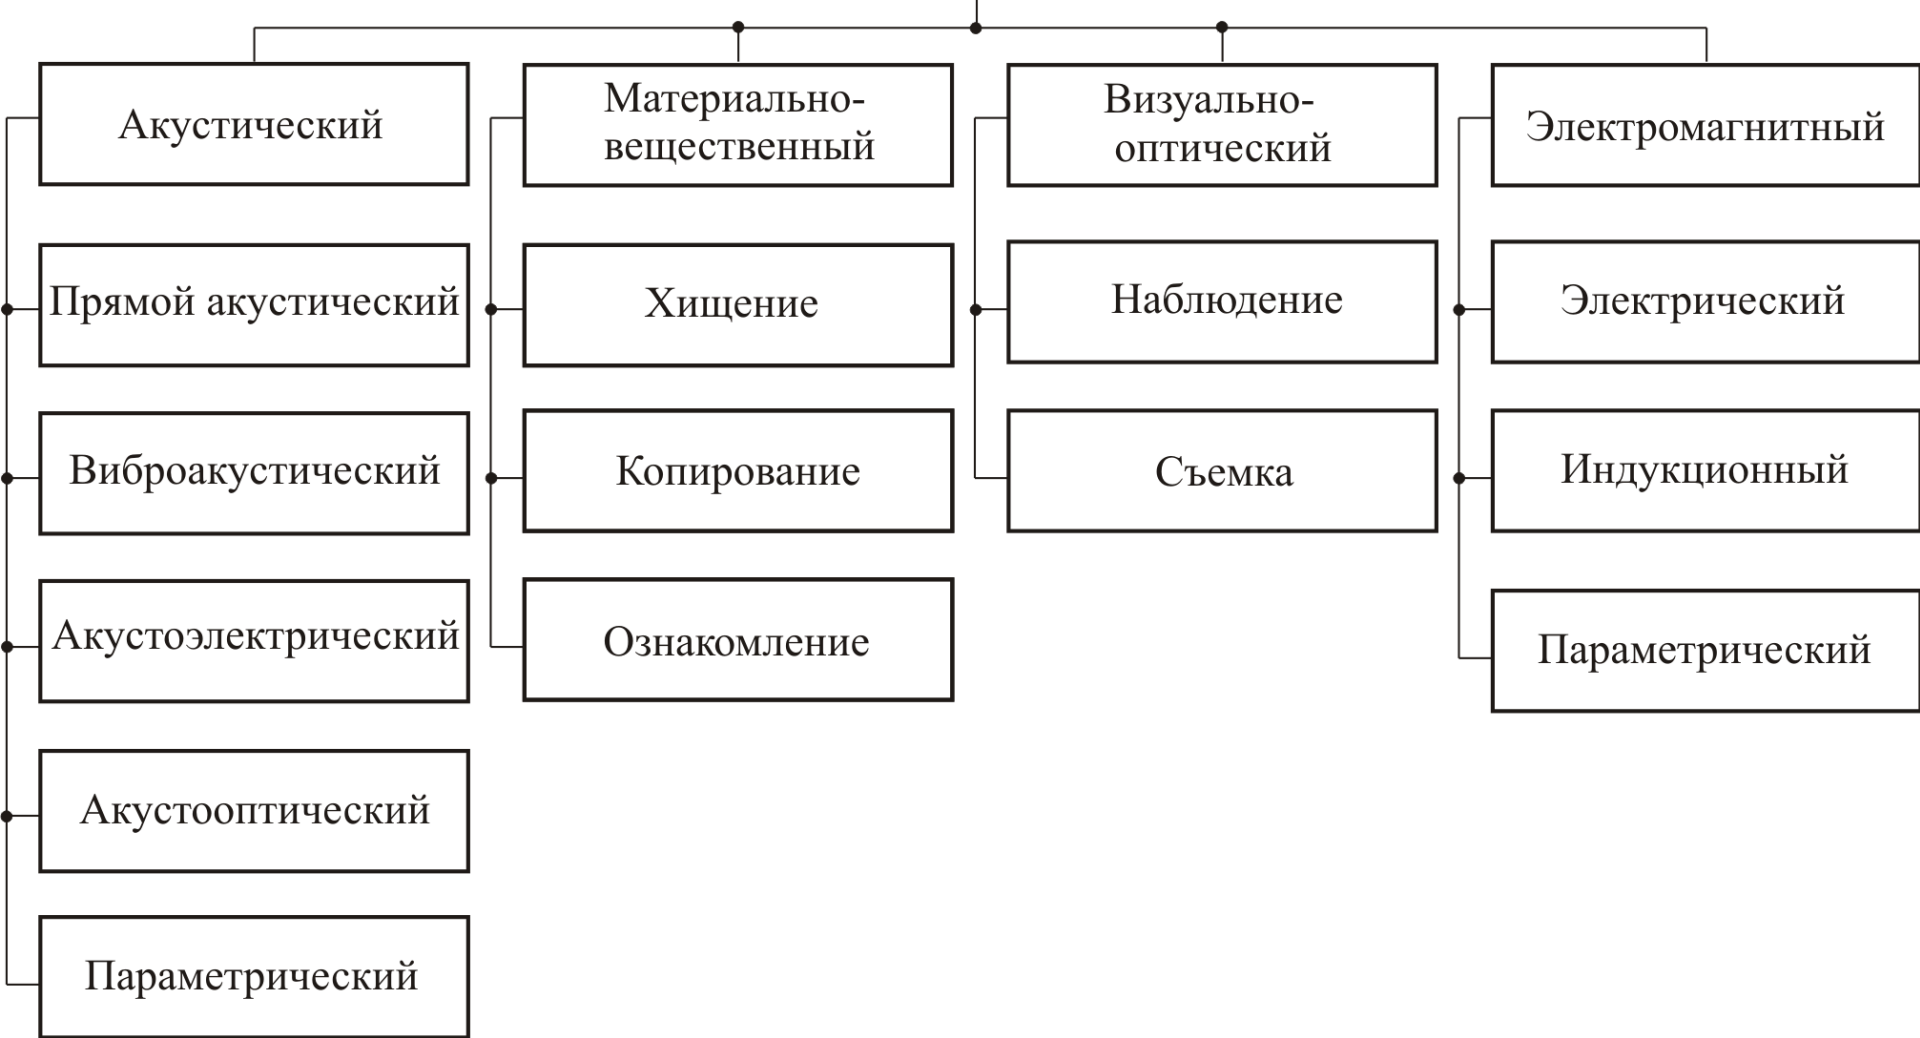 Акустический
Прямой акустический
Виброакустический
Акустоэлектрический
Акустооптический
Параметрический
Материально-
вещественный
Хищение
Копирование
Ознакомление
Визуально-
оптический
Наблюдение
Съемка
Электромагнитный
Электрический
Индукционный
Параметрический